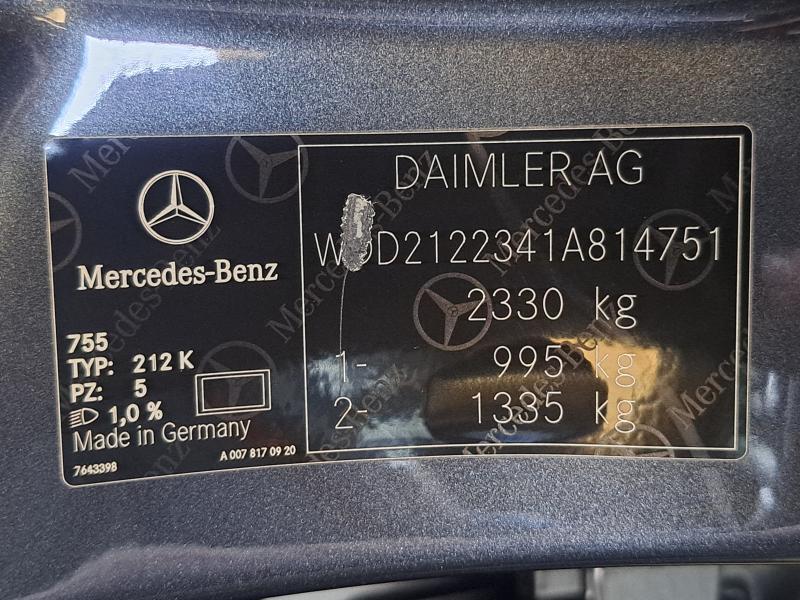 Mercedes-Benz
755
TYP: 212 K
PZ: 5
1,0 %
Made in Germany
7643398
A 007 817 09 20
DAIMLER AG
WDD2122341A814751
2330 kg
1- 995 kg
2- 1335 kg